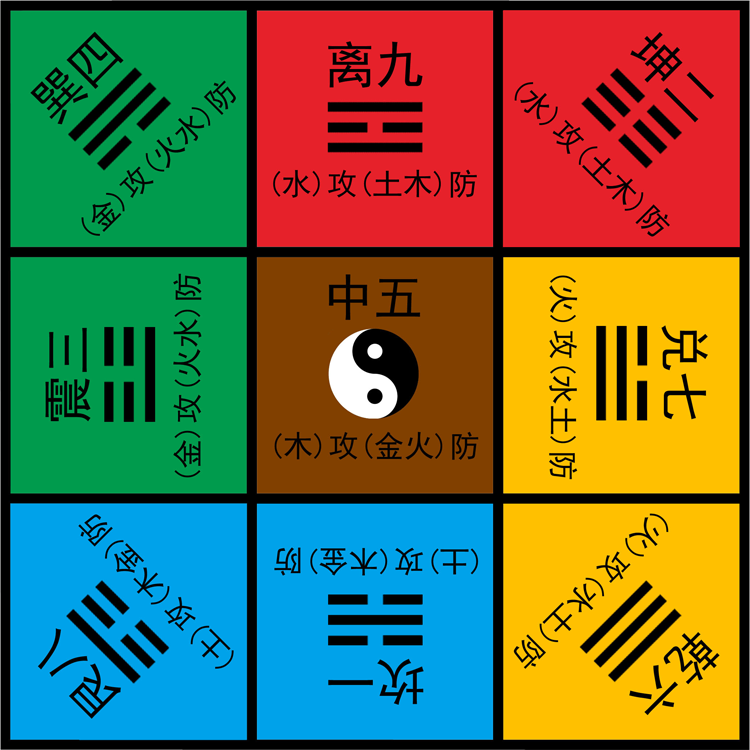 巽四
(金)攻(火水)防
离九
(水)攻(土木)防
坤二
(水)攻(土木)防
震三
(金)攻(火水)防
中五
(木)攻(金火)防
兑七
(火)攻(水土)防
艮八
(土)攻(木金)防
坎一
(土)攻(木金)防
乾六
(火)攻(水土)防